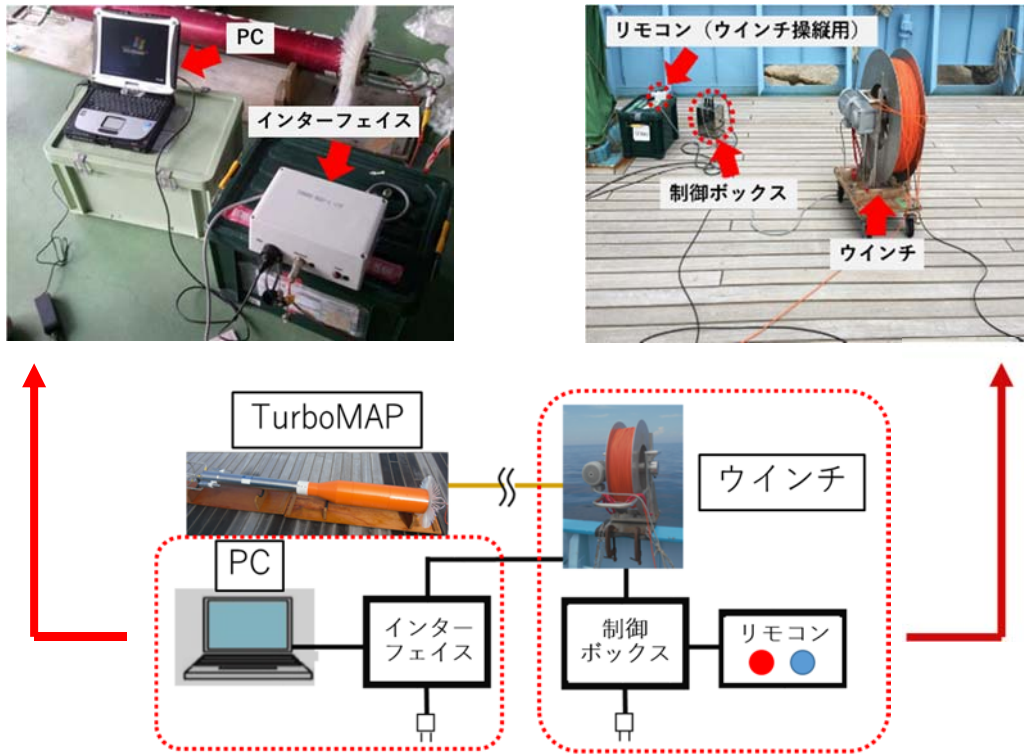 PC
インターフェイス
リモコン（ウインチ操縦用）
制御ボックス
ウインチ
TurboMAP
ウインチ
PC
インター
フェイス
制御
ボックス
リモコン